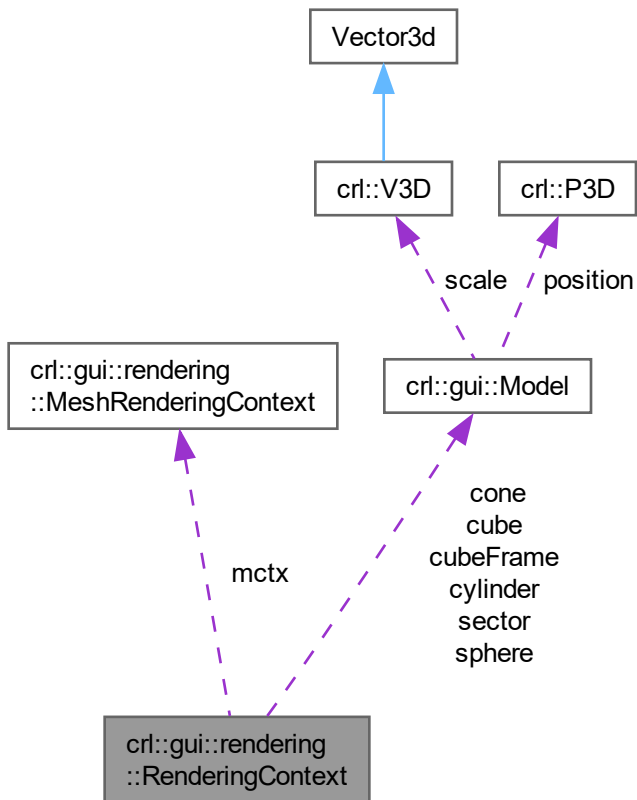 Vector3d
crl::V3D
crl::P3D
scale
position
crl::gui::rendering
::MeshRenderingContext
crl::gui::Model
cone
cube
cubeFrame
cylinder
sector
sphere
mctx
crl::gui::rendering
::RenderingContext